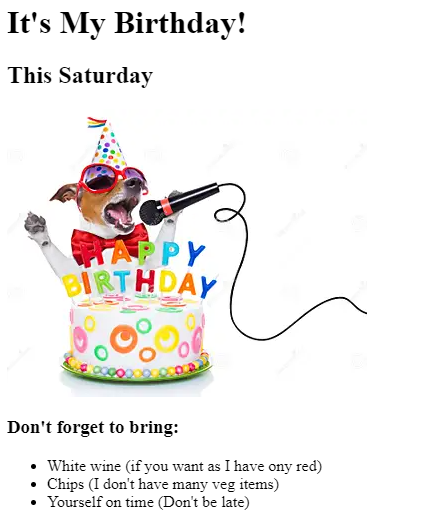 It's My Birthday!
This Saturday
HAPPY
BIRTHDAY
Don't forget to bring:
White wine (if you want as I have ony red)
Chips (I don't have many veg items)
Yourself on time (Don't be late)